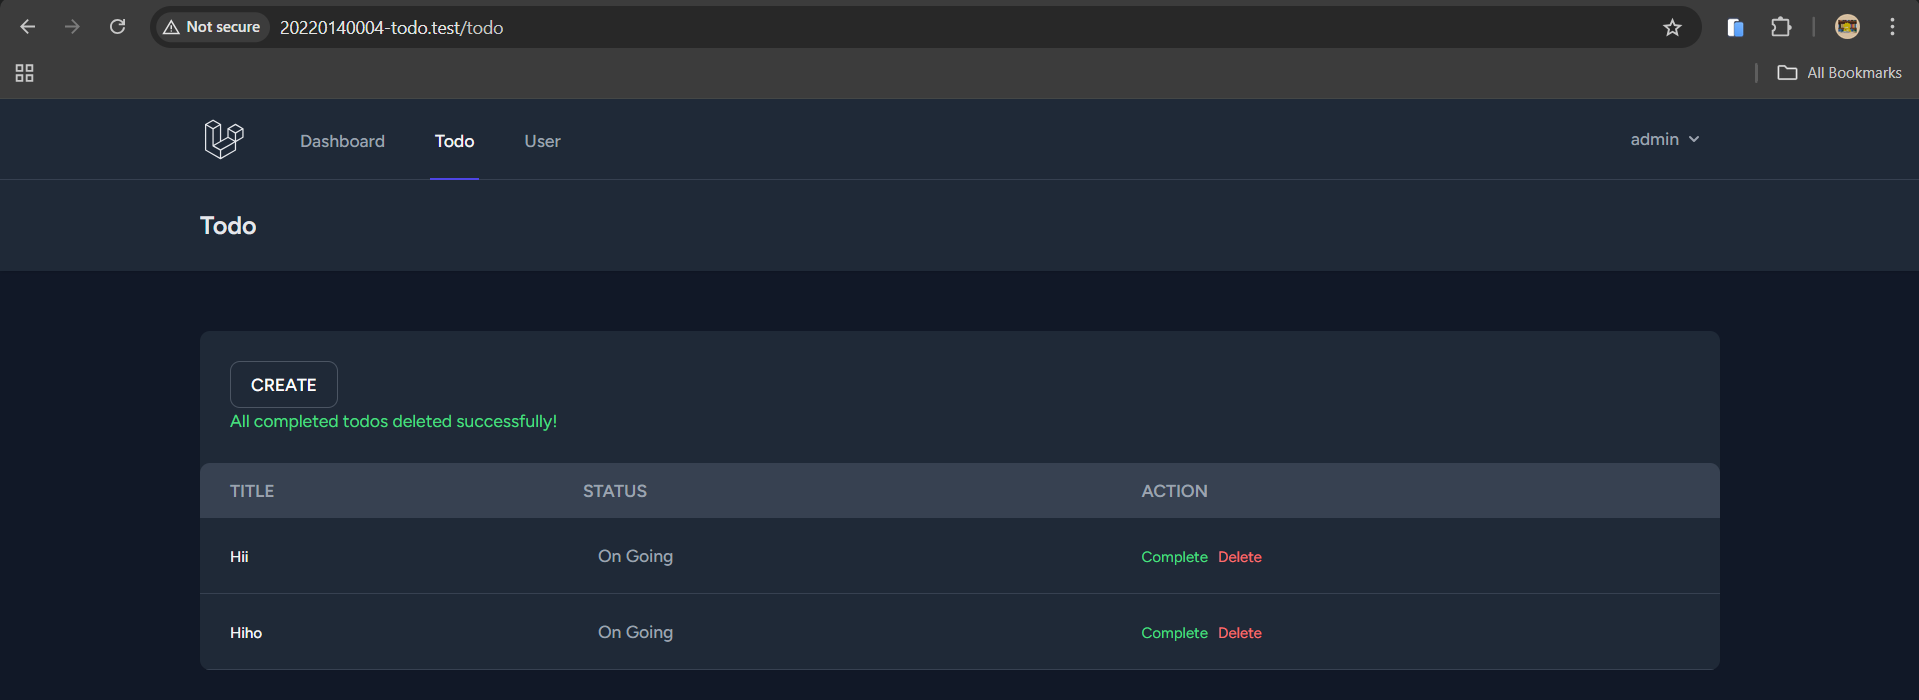 Not secure 20220140004-todo.test/todo
All Bookmarks
Dashboard Todo User admin
Todo
CREATE
All completed todos deleted successfully!
TITLE STATUS ACTION
Hii On Going Complete Delete
Hiho On Going Complete Delete